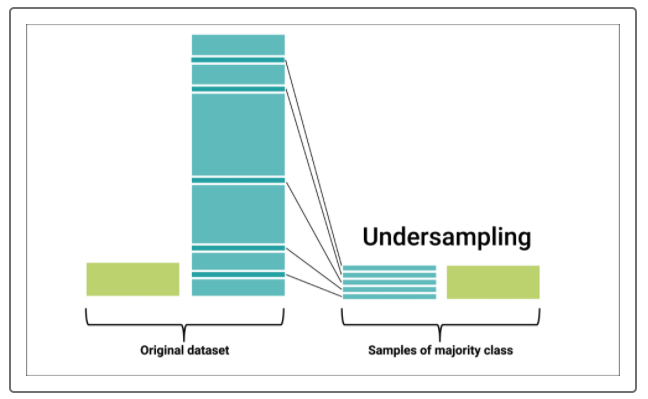 Undersampling
Original dataset
Samples of majority class